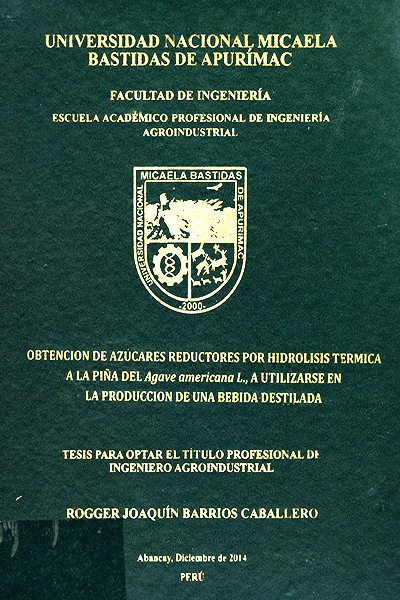 UNIVERSIDAD NACIONAL MICAELA
BASTIDAS DE APURÍMAC
FACULTAD DE INGENIERÍA
ESCUELA ACADÉMICO PROFESIONAL DE INGENIERÍA
AGROINDUSTRIAL
MICAELA BASTIDAS
UNIVERSIDAD NACIONAL
DE APURIMAC
-2000-
OBTENCION DE AZÚCARES REDUCTORES POR HIDROLISIS TERMICA
A LA PIÑA DEL Agave americana L., A UTILIZARSE EN
LA PRODUCCION DE UNA BEBIDA DESTILADA
TESIS PARA OPTAR EL TÍTULO PROFESIONAL DE
INGENIERO AGROINDUSTRIAL
ROGGER JOAQUÍN BARRIOS CABALLERO
Abancay, Diciembre de 2014
PERÚ